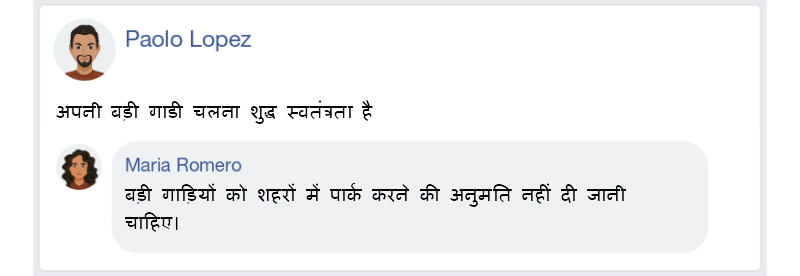 Paolo Lopez
अपनी बड़ी गाडी चलना शुद्ध स्वतंत्रता है
Maria Romero
बड़ी गाड़ियों को शहरों में पार्क करने की अनुमति नहीं दी जानी
चाहिए।